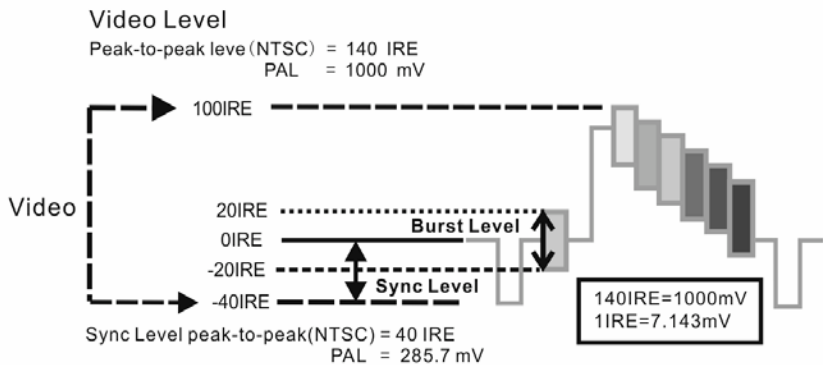 Video Level
Peak-to-peak leve(NTSC) = 140 IRE
PAL = 1000 mV
100IRE
Video
20IRE
Burst Level
0IRE
-20IRE
Sync Level
-40IRE
140IRE=1000mV
1IRE=7.143mV
Sync Level peak-to-peak(NTSC) = 40 IRE
PAL = 285.7 mV